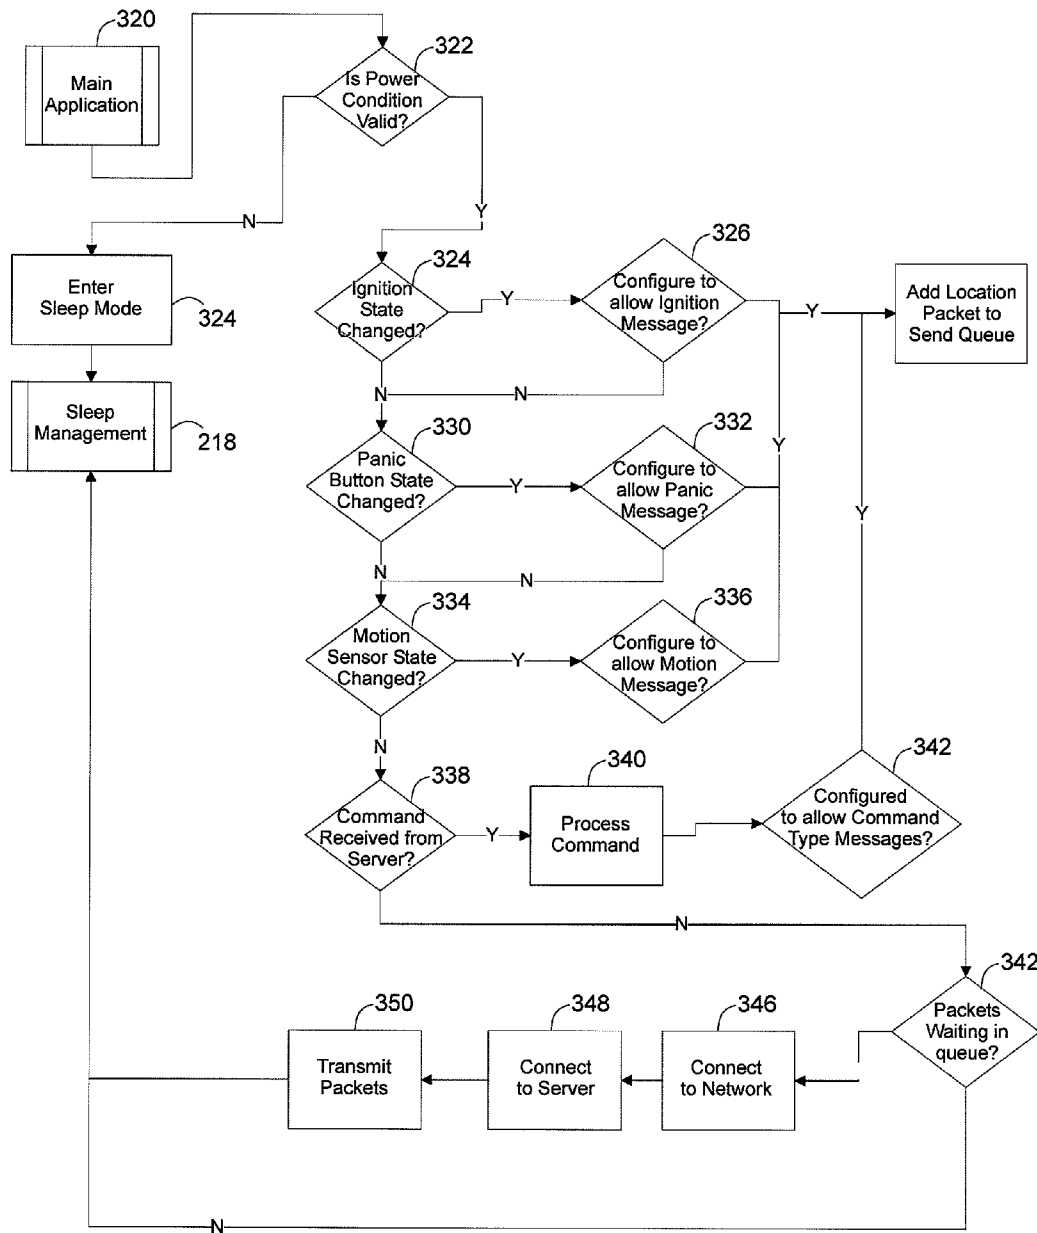 320
Main
Application
322
Is Power
Condition
Valid?
N
Y
Enter
Sleep Mode
324
Sleep
Management
218
324
Ignition
State
Changed?
Y
326
Configure to
allow Ignition
Message?
Y
Add Location
Packet to
Send Queue
N
N
330
Panic
Button State
Changed?
Y
332
Configure to
allow Panic
Message?
Y
Y
N
N
334
Motion
Sensor State
Changed?
Y
336
Configure to
allow Motion
Message?
N
338
Command
Received from
Server?
Y
340
Process
Command
342
Configured
to allow Command
Type Messages?
N
342
Packets
Waiting in
queue?
350
Transmit
Packets
348
Connect
to Server
346
Connect
to Network
N